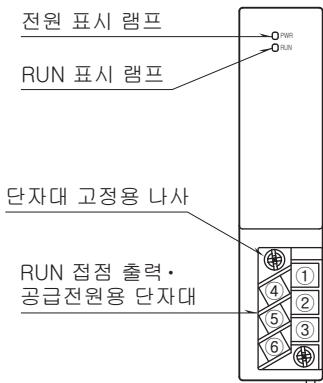 전원 표시 램프
PWR
RUN
RUN 표시 램프
단자대 고정용 나사
RUN 접점 출력・
공급전원용 단자대
①
④
②
⑤
③
⑥